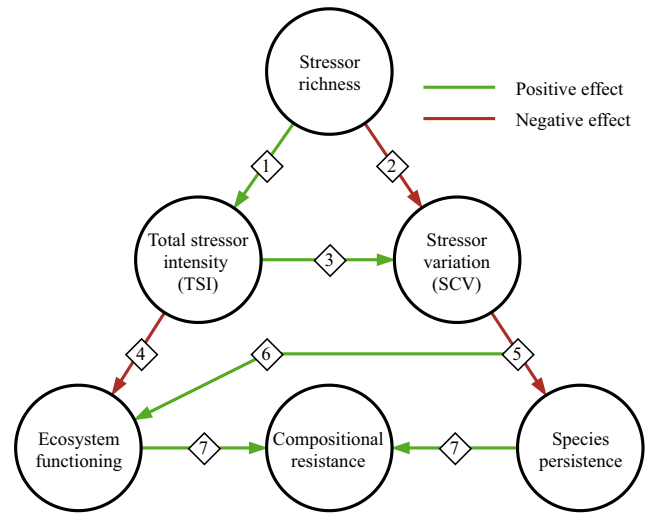 Stressor
richness
Positive effect
Negative effect
1
2
Total stressor
intensity
(TSI)
3
Stressor
variation
(SCV)
4
6
5
Ecosystem
functioning
7
Compositional
resistance
7
Species
persistence